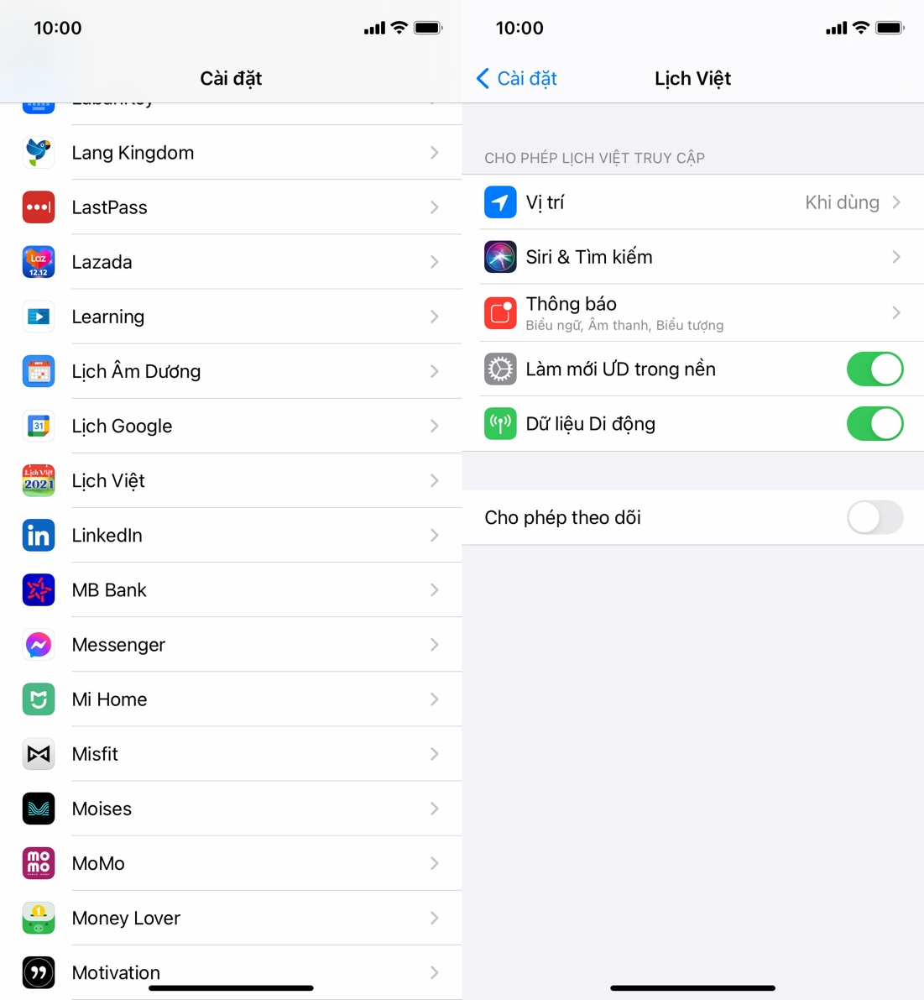 10:00
Cài đặt
LabanKey
Lang Kingdom
LastPass
Laz
12.12
Lazada
Learning
Lịch Âm Dương
31
Lịch Google
Lịch Việt
2021
Lịch Việt
in
LinkedIn
MB Bank
Messenger
Mi Home
Misfit
Moises
mo
mo
MoMo
1
Money Lover
Motivation
10:00
Cài đặt
Lịch Việt
CHO PHÉP LỊCH VIỆT TRUY CẬP
Vị trí
Khi dùng
Siri & Tìm kiếm
Thông báo
Biểu ngữ, Âm thanh, Biểu tượng
Làm mới ƯD trong nền
Dữ liệu Di động
Cho phép theo dõi